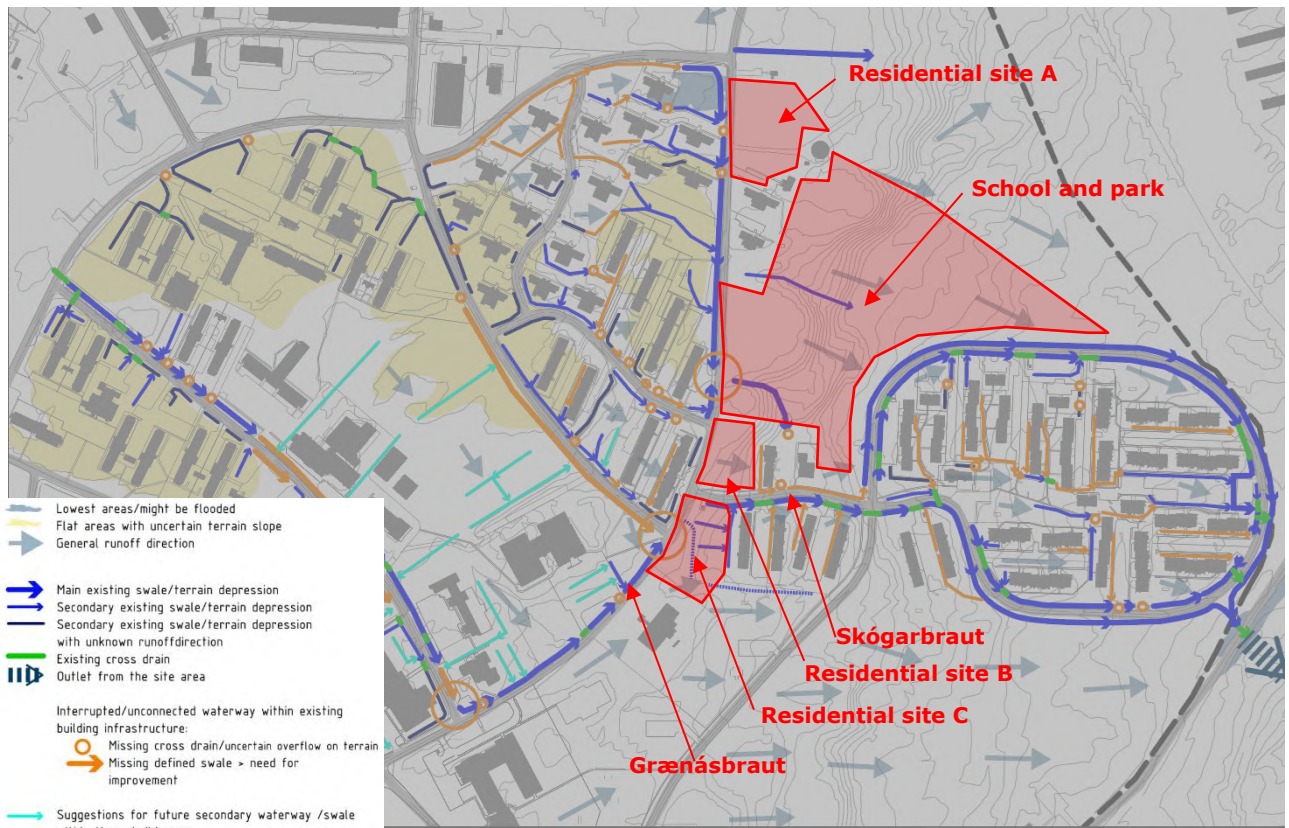 Residential site A
School and park
Skógarbraut
Residential site B
Residential site C
Grænásbraut
Lowest areas/might be flooded
Flat areas with uncertain terrain slope
General runoff direction
Main existing swale/terrain depression
Secondary existing swale/terrain depression
Secondary existing swale/terrain depression
with unknown runoffdirection
Existing cross drain
Outlet from the site area
Interrupted/unconnected waterway within existing
building infrastructure:
Missing cross drain/uncertain overflow on terrain
Missing defined swale > need for
improvement
Suggestions for future secondary waterway /swale